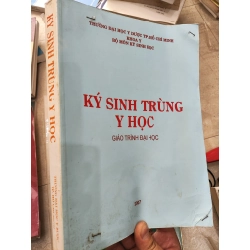 TRƯỜNG ĐẠI HỌC Y DƯỢC TP.HỒ CHÍ MINH
KHOA Y
BỘ MÔN KÝ SINH HỌC
KÝ SINH TRÙNG
Y HỌC
GIÁO TRÌNH ĐẠI HỌC
2007
KÝ SINH TRÙNG Y HỌC